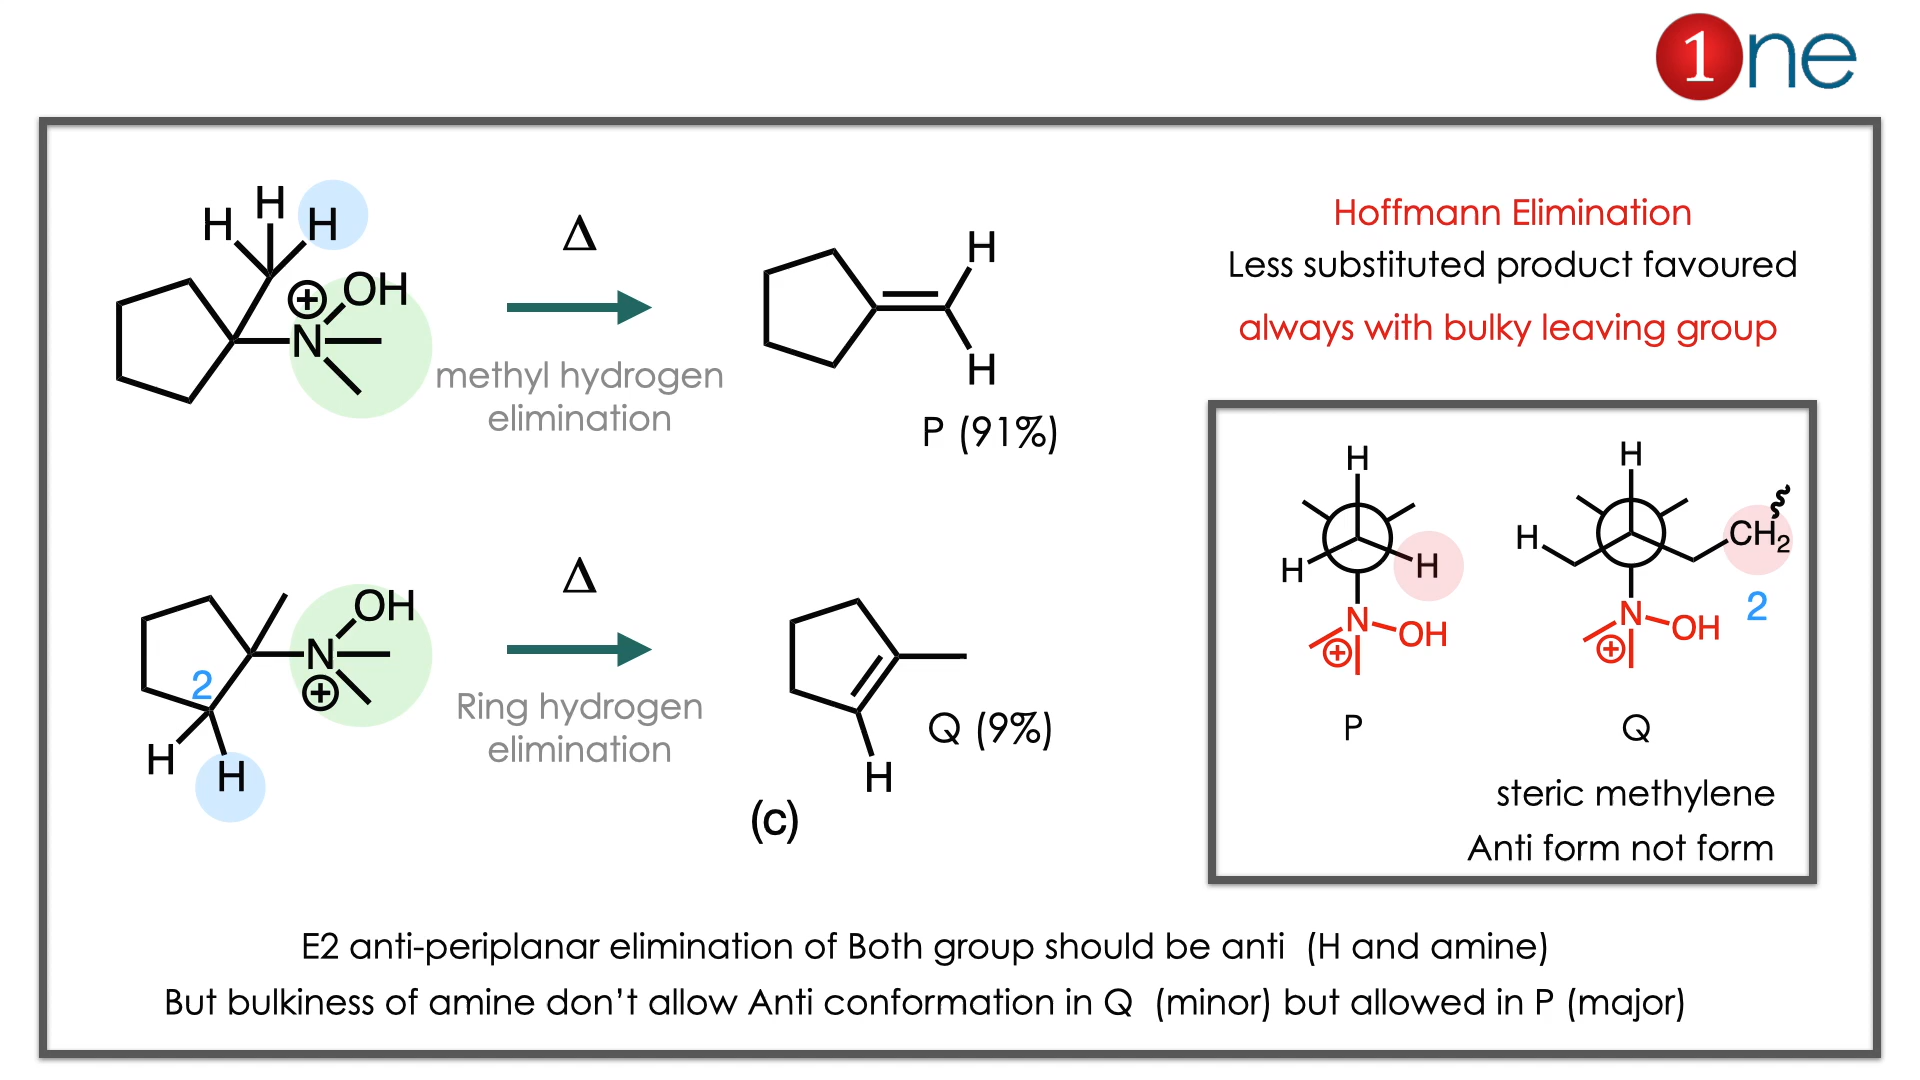 1ne
H H H
⊕ OH
N
Δ
methyl hydrogen
elimination
H
H
P (91%)
Hoffmann Elimination
Less substituted product favoured
always with bulky leaving group
OH
N
⊕
2
H H
Δ
Ring hydrogen
elimination
Q (9%)
H
(c)
H
H H
N OH
⊕
P
H
H CH2
2
N OH
⊕
Q
steric methylene
Anti form not form
E2 anti-periplanar elimination of Both group should be anti (H and amine)
But bulkiness of amine don't allow Anti conformation in Q (minor) but allowed in P (major)